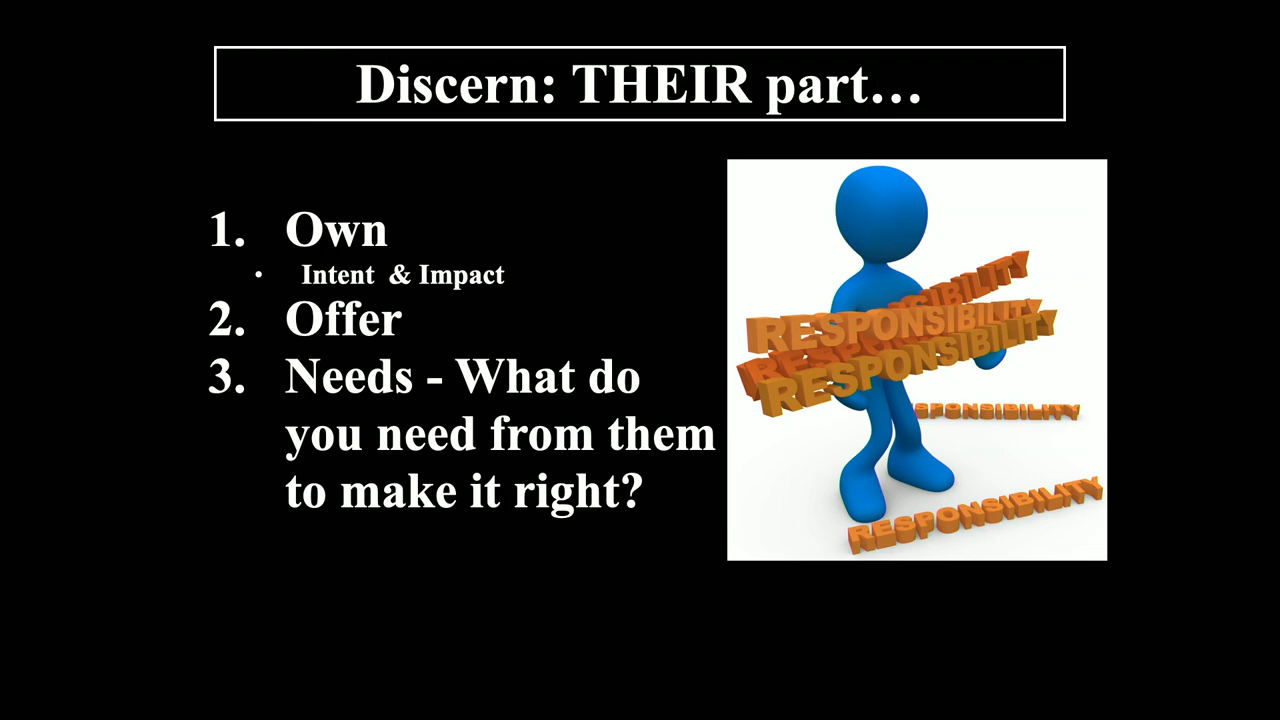 Discern: THEIR part…
1. Own
• Intent & Impact
2. Offer
3. Needs - What do
you need from them
to make it right?
RESPONSIBILITY
RESPONSIBILITY
RESPONSIBILITY
SPONSIBILITY
RESPONSIBILITY